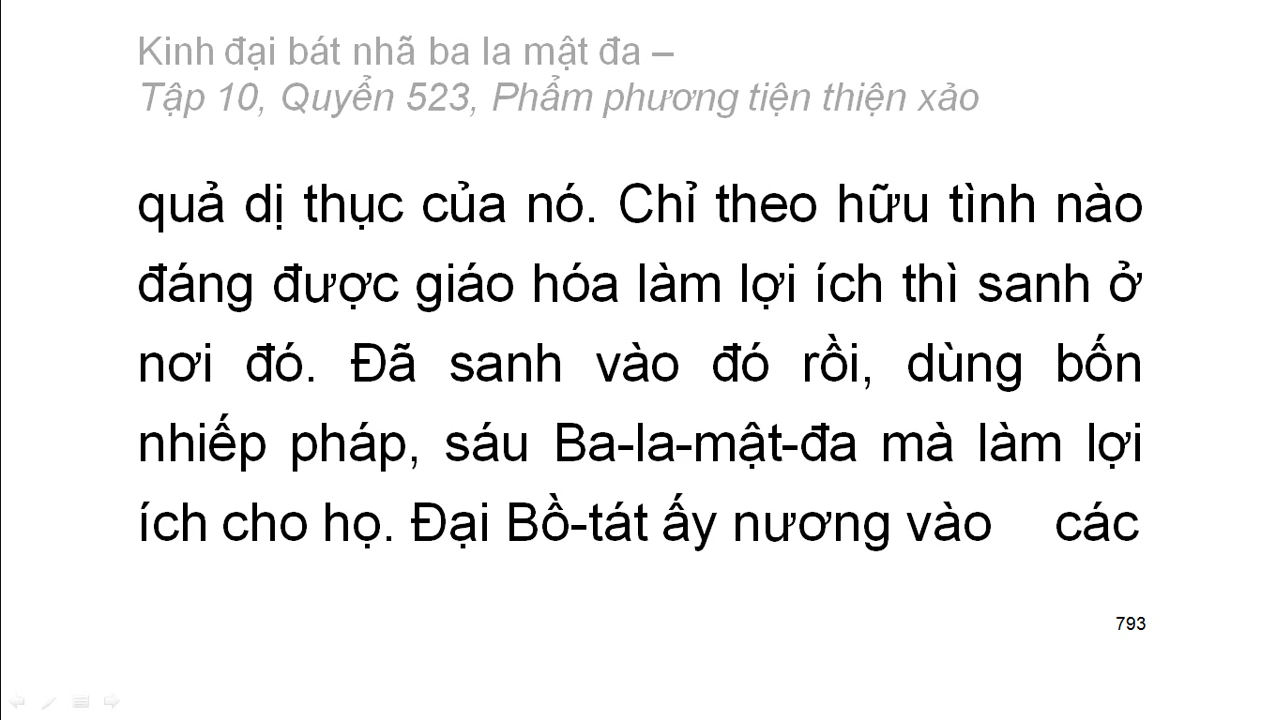 Kinh đại bát nhã ba la mật đa –
Tập 10, Quyển 523, Phẩm phương tiện thiện xảo
quả dị thục của nó. Chỉ theo hữu tình nào
đáng được giáo hóa làm lợi ích thì sanh ở
nơi đó. Đã sanh vào đó rồi, dùng bốn
nhiếp pháp, sáu Ba-la-mật-đa mà làm lợi
ích cho họ. Đại Bồ-tát ấy nương vào các
793